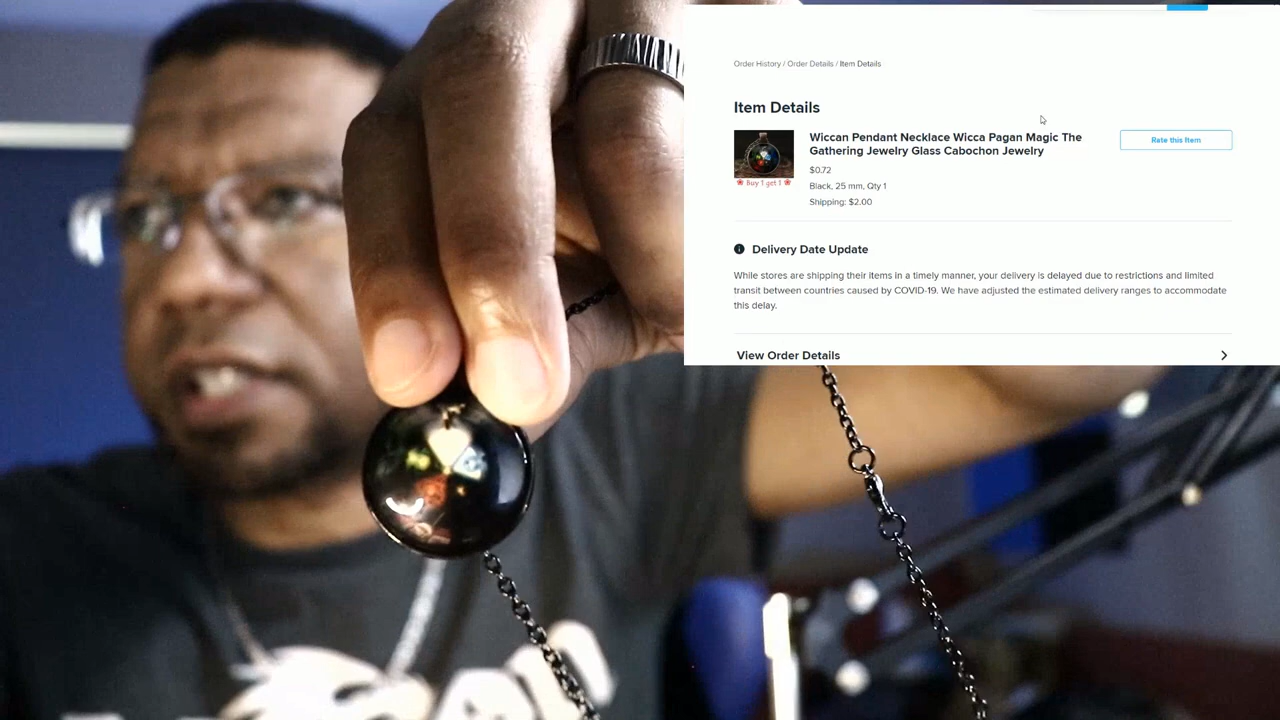 Order History / Order Details / Item Details
Item Details
Wiccan Pendant Necklace Wicca Pagan Magic The
Gathering Jewelry Glass Cabochon Jewelry
Rate this Item
$0.72
Buy 1 get 1
Black, 25 mm, Qty 1
Shipping: $2.00
Delivery Date Update
While stores are shipping their items in a timely manner, your delivery is delayed due to restrictions and limited
transit between countries caused by COVID-19. We have adjusted the estimated delivery ranges to accommodate
this delay.
View Order Details